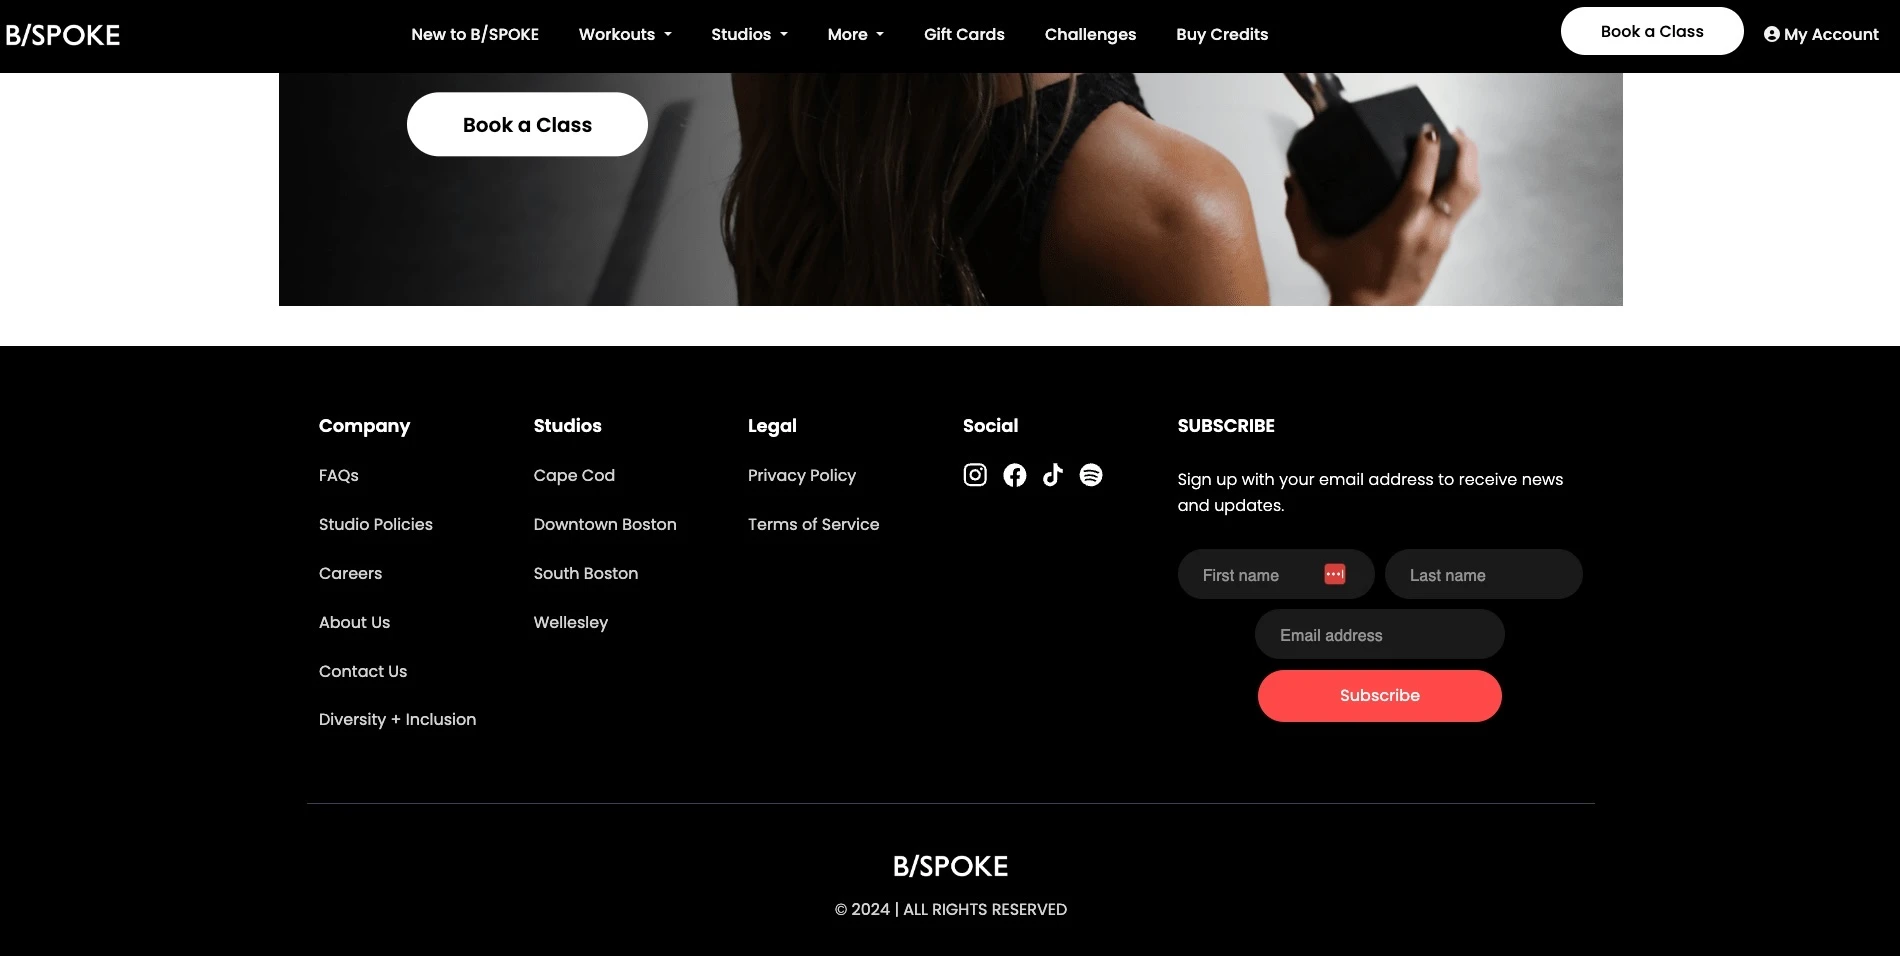 B/SPOKE
New to B/SPOKE
Workouts
Studios
More
Gift Cards
Challenges
Buy Credits
Book a Class
My Account
Book a Class
Company
FAQs
Studio Policies
Careers
About Us
Contact Us
Diversity + Inclusion
Studios
Cape Cod
Downtown Boston
South Boston
Wellesley
Legal
Privacy Policy
Terms of Service
Social
SUBSCRIBE
Sign up with your email address to receive news
and updates.
First name
Last name
Email address
Subscribe
B/SPOKE
© 2024 | ALL RIGHTS RESERVED